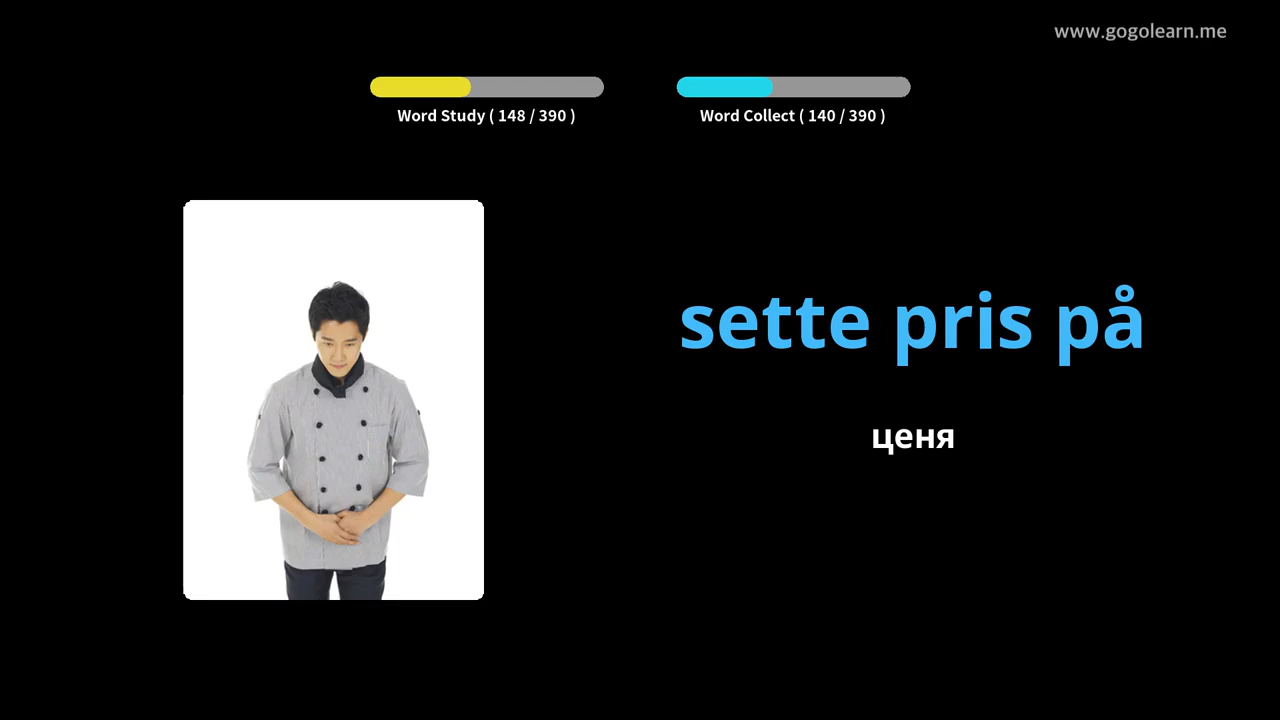 www.gogolearn.me
Word Study ( 148 / 390 )
Word Collect ( 140 / 390 )
sette pris på
ценя